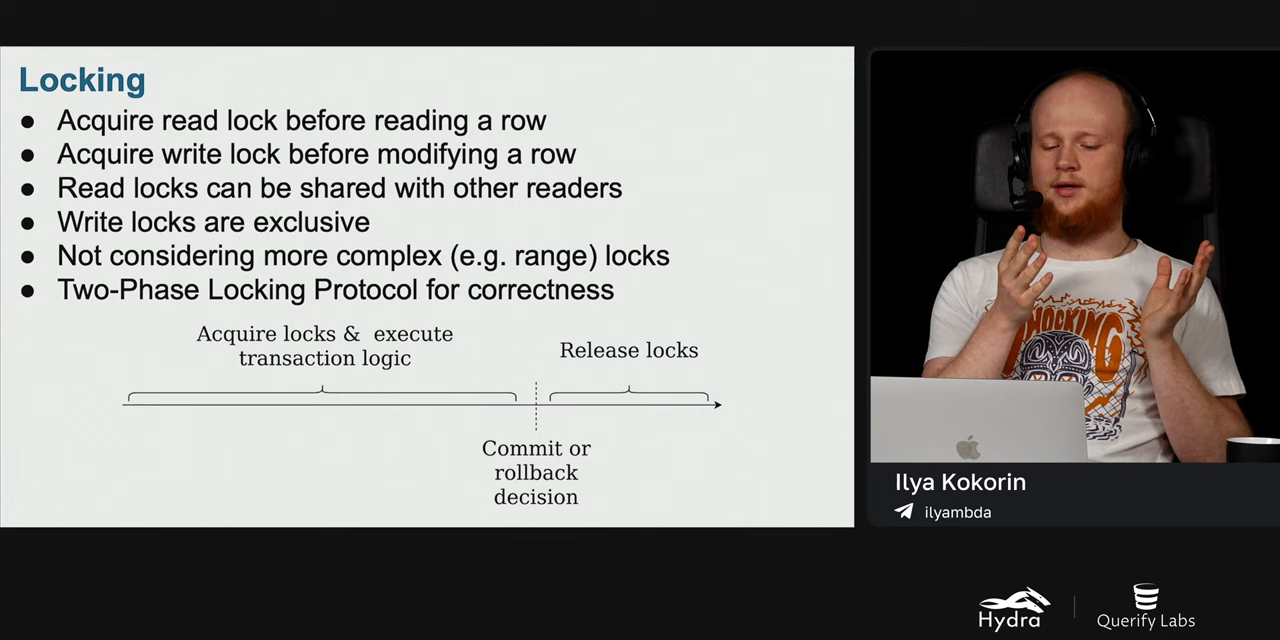 Locking
● Acquire read lock before reading a row
● Acquire write lock before modifying a row
● Read locks can be shared with other readers
● Write locks are exclusive
● Not considering more complex (e.g. range) locks
● Two-Phase Locking Protocol for correctness
Acquire locks & execute
transaction logic
Release locks
Commit or
rollback
decision
Ilya Kokorin
ilyambda
Hydra
Querify Labs